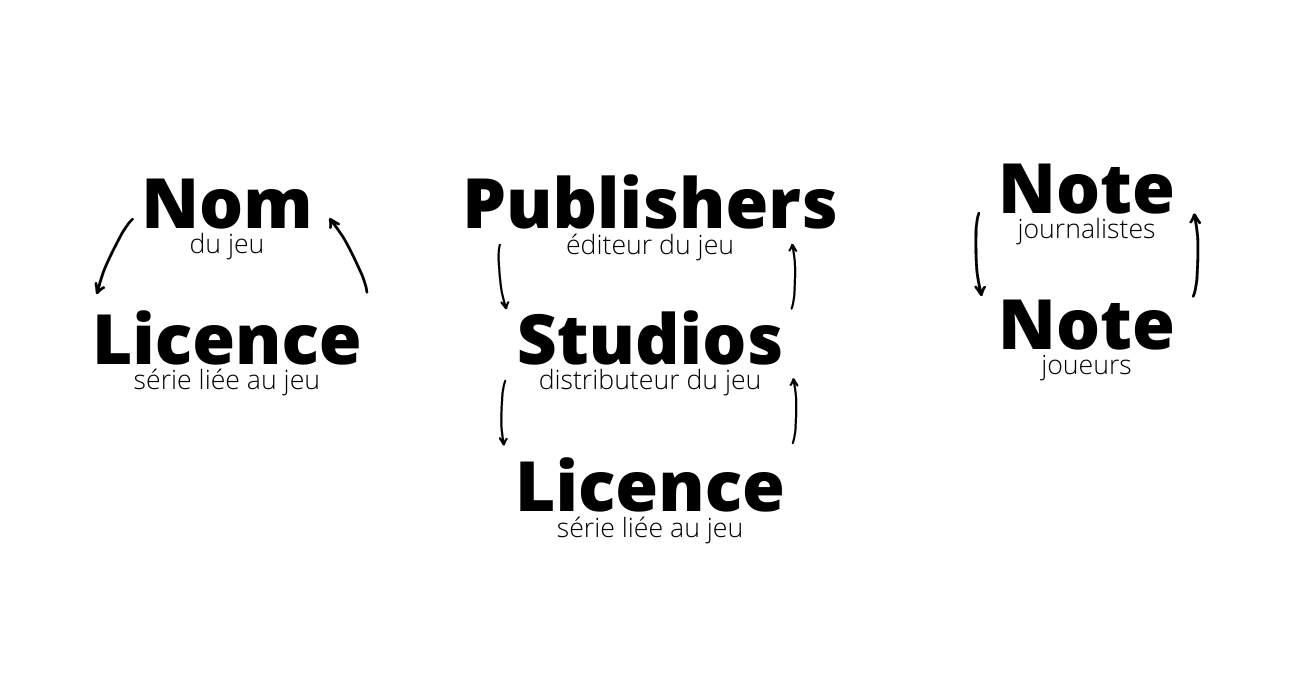 Nom
du jeu
Licence
série liée au jeu
Publishers
éditeur du jeu
Studios
distributeur du jeu
Licence
série liée au jeu
Note
journalistes
Note
joueurs